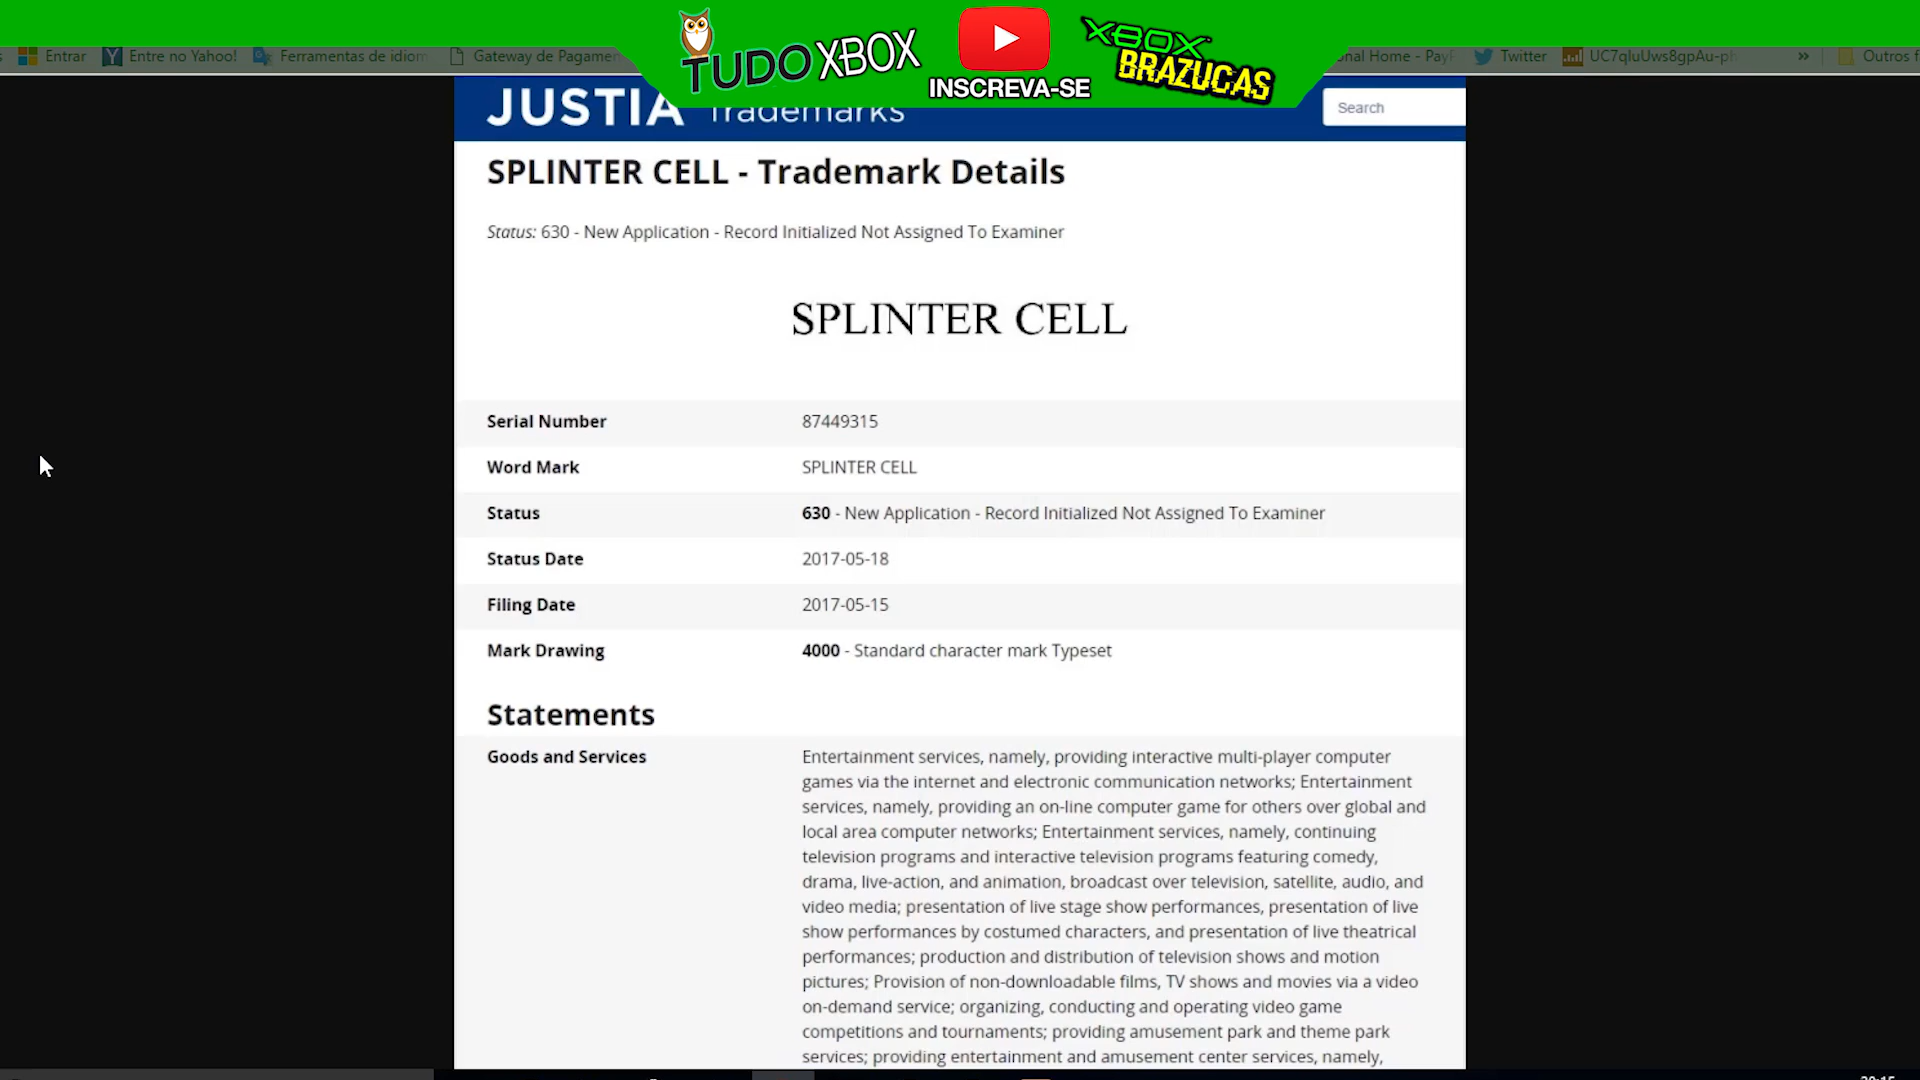 TUDO XBOX
INSCREVA-SE
XBOX BRAZUCAS
Entrar Entre no Yahoo! Ferramentas de idiom Gateway de Pagamen nal Home - PayP Twitter UC7qluUws8gpAu-ph » Outros f
JUSTIA Trademarks
Search
SPLINTER CELL - Trademark Details
Status: 630 - New Application - Record Initialized Not Assigned To Examiner
SPLINTER CELL
Serial Number 87449315
Word Mark SPLINTER CELL
Status 630 - New Application - Record Initialized Not Assigned To Examiner
Status Date 2017-05-18
Filing Date 2017-05-15
Mark Drawing 4000 - Standard character mark Typeset
Statements
Goods and Services Entertainment services, namely, providing interactive multi-player computer
games via the internet and electronic communication networks; Entertainment
services, namely, providing an on-line computer game for others over global and
local area computer networks; Entertainment services, namely, continuing
television programs and interactive television programs featuring comedy,
drama, live-action, and animation, broadcast over television, satellite, audio, and
video media; presentation of live stage show performances, presentation of live
show performances by costumed characters, and presentation of live theatrical
performances; production and distribution of television shows and motion
pictures; Provision of non-downloadable films, TV shows and movies via a video
on-demand service; organizing, conducting and operating video game
competitions and tournaments; providing amusement park and theme park
services; providing entertainment and amusement center services, namely,